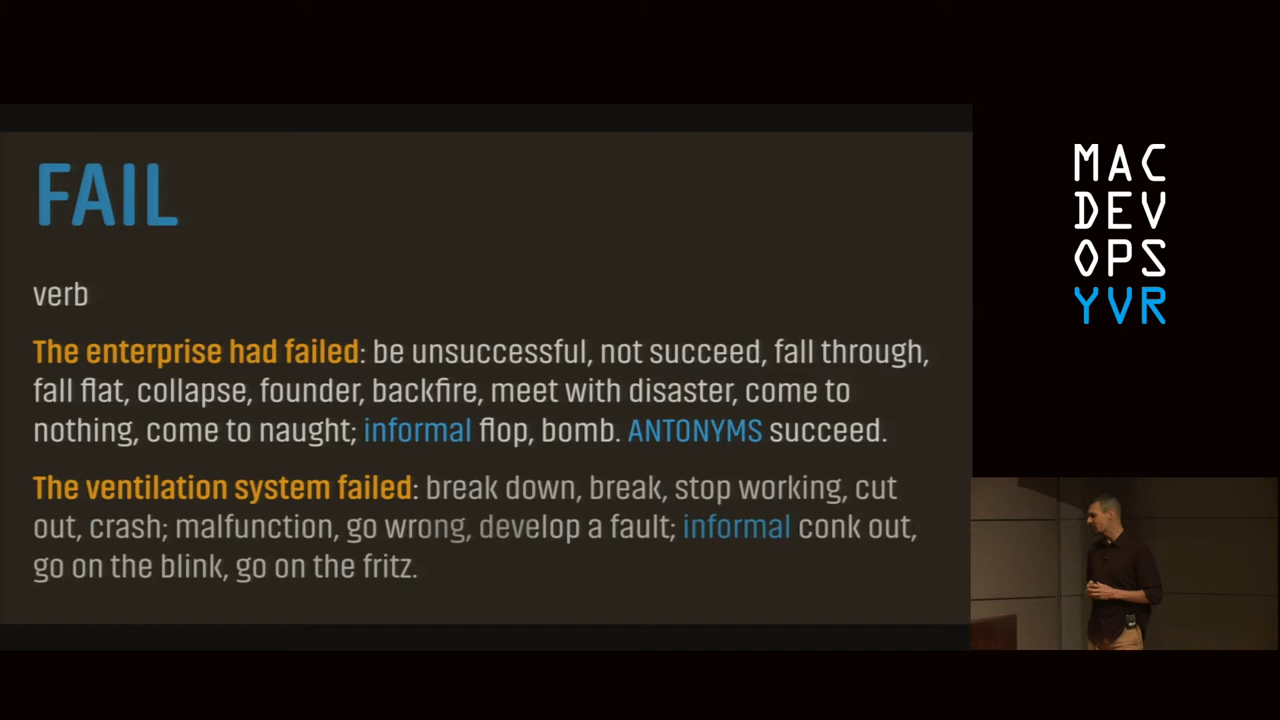 FAIL
verb
The enterprise had failed: be unsuccessful, not succeed, fall through,
fall flat, collapse, founder, backfire, meet with disaster, come to
nothing, come to naught; informal flop, bomb. ANTONYMS succeed.
The ventilation system failed: break down, break, stop working, cut
out, crash; malfunction, go wrong, develop a fault; informal conk out,
go on the blink, go on the fritz.
MAC
DEV
OPS
YVR